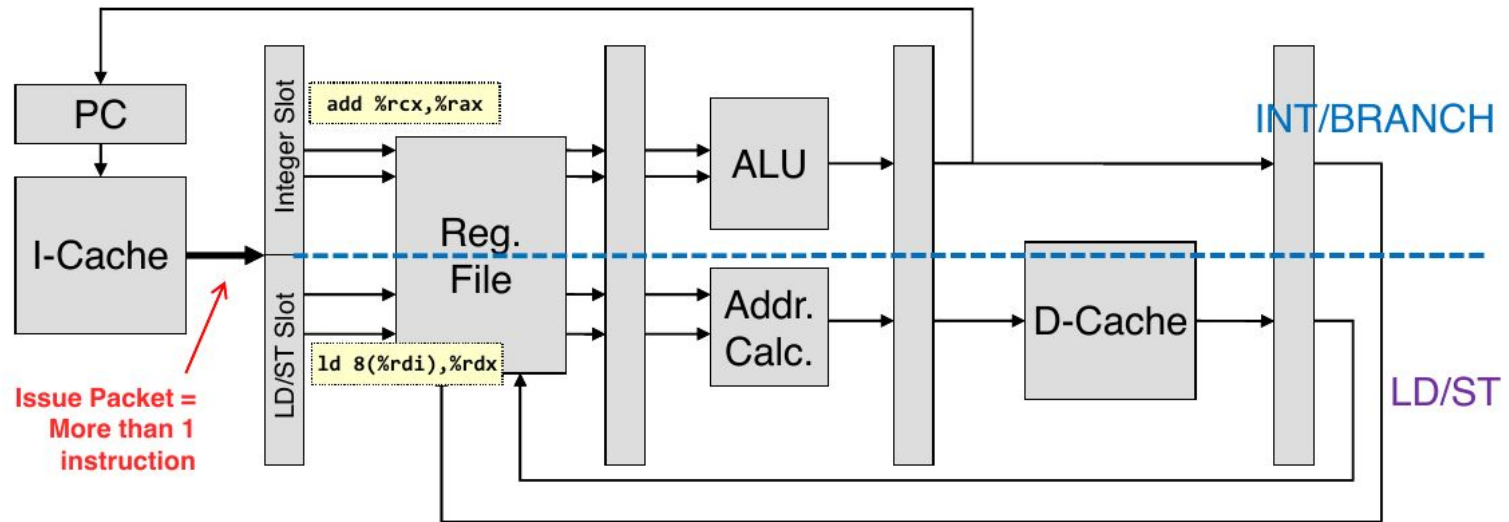 PC
I-Cache
Issue Packet =
More than 1
instruction
Integer Slot
LD/ST Slot
add %rcx,%rax
ld 8(%rdi),%rdx
Reg.
File
ALU
Addr.
Calc.
D-Cache
INT/BRANCH
LD/ST